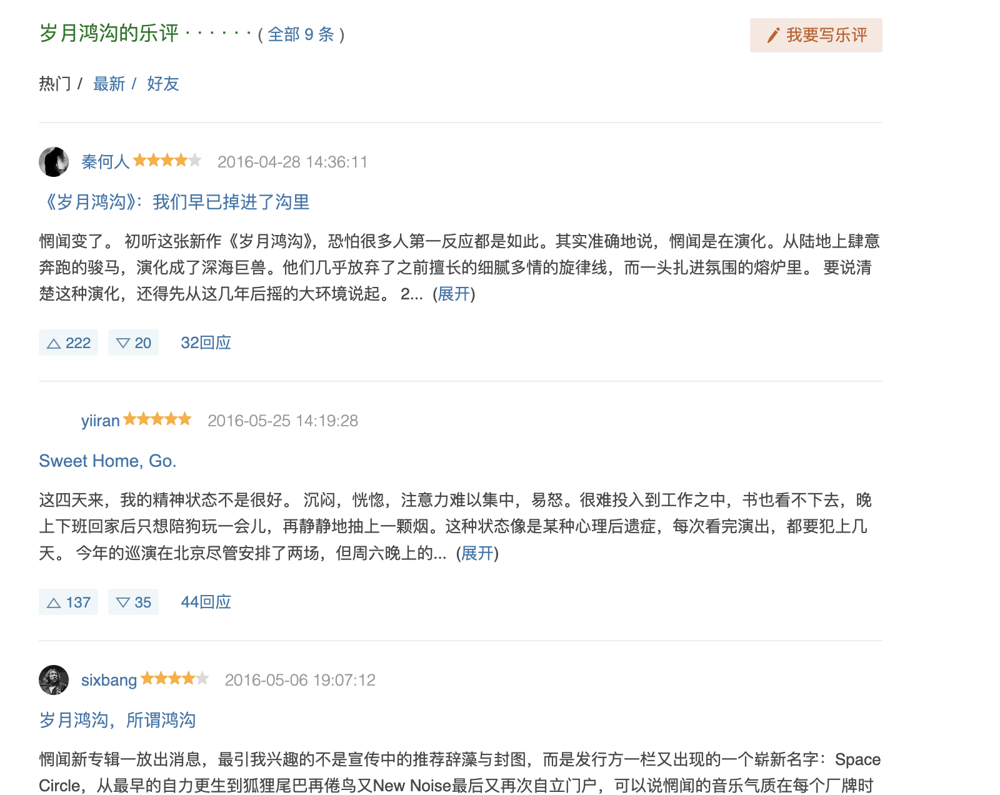 岁月鸿沟的乐评 · · · · · · ( 全部 9 条 )
我要写乐评
热门 / 最新 / 好友
秦何人 2016-04-28 14:36:11
《岁月鸿沟》：我们早已掉进了沟里
惘闻变了。 初听这张新作《岁月鸿沟》，恐怕很多人第一反应都是如此。其实准确地说，惘闻是在演化。从陆地上肆意
奔跑的骏马，演化成了深海巨兽。他们几乎放弃了之前擅长的细腻多情的旋律线，而一头扎进氛围的熔炉里。 要说清
楚这种演化，还得先从这几年后摇的大环境说起。 2... (展开)
222 20 32回应
yiiran 2016-05-25 14:19:28
Sweet Home, Go.
这四天来，我的精神状态不是很好。 沉闷，恍惚，注意力难以集中，易怒。很难投入到工作之中，书也看不下去，晚
上下班回家后只想陪狗玩一会儿，再静静地抽上一颗烟。这种状态像是某种心理后遗症，每次看完演出，都要犯上几
天。 今年的巡演在北京尽管安排了两场，但周六晚上的... (展开)
137 35 44回应
sixbang 2016-05-06 19:07:12
岁月鸿沟，所谓鸿沟
惘闻新专辑一放出消息，最引我兴趣的不是宣传中的推荐辞藻与封图，而是发行方一栏又出现的一个崭新名字：Space
Circle，从最早的自力更生到狐狸尾巴再倦鸟又New Noise最后又再次自立门户，可以说惘闻的音乐气质在每个厂牌时